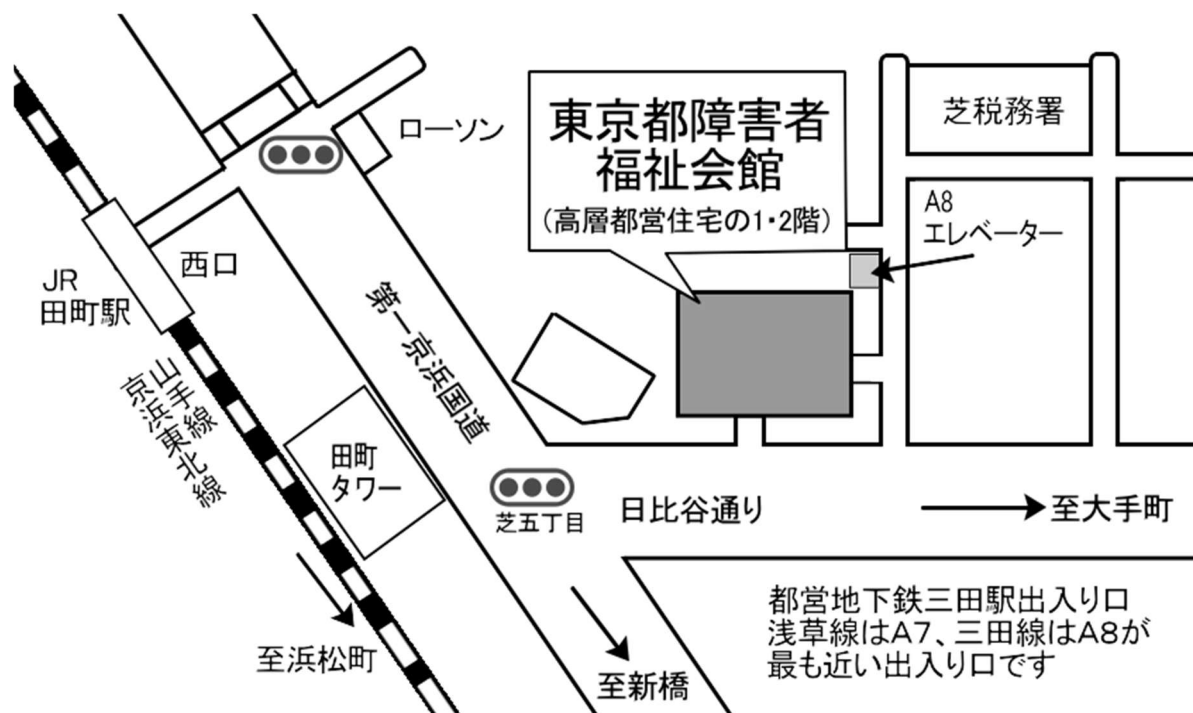 ローソン
東京都障害者
福祉会館
(高層都営住宅の1・2階)
芝税務署
A8
エレベーター
西口
JR
田町駅
第一京浜国道
山手線
京浜東北線
田町
タワー
芝五丁目
日比谷通り
至大手町
至浜松町
至新橋
都営地下鉄三田駅出入り口
浅草線はA7、三田線はA8が
最も近い出入り口です